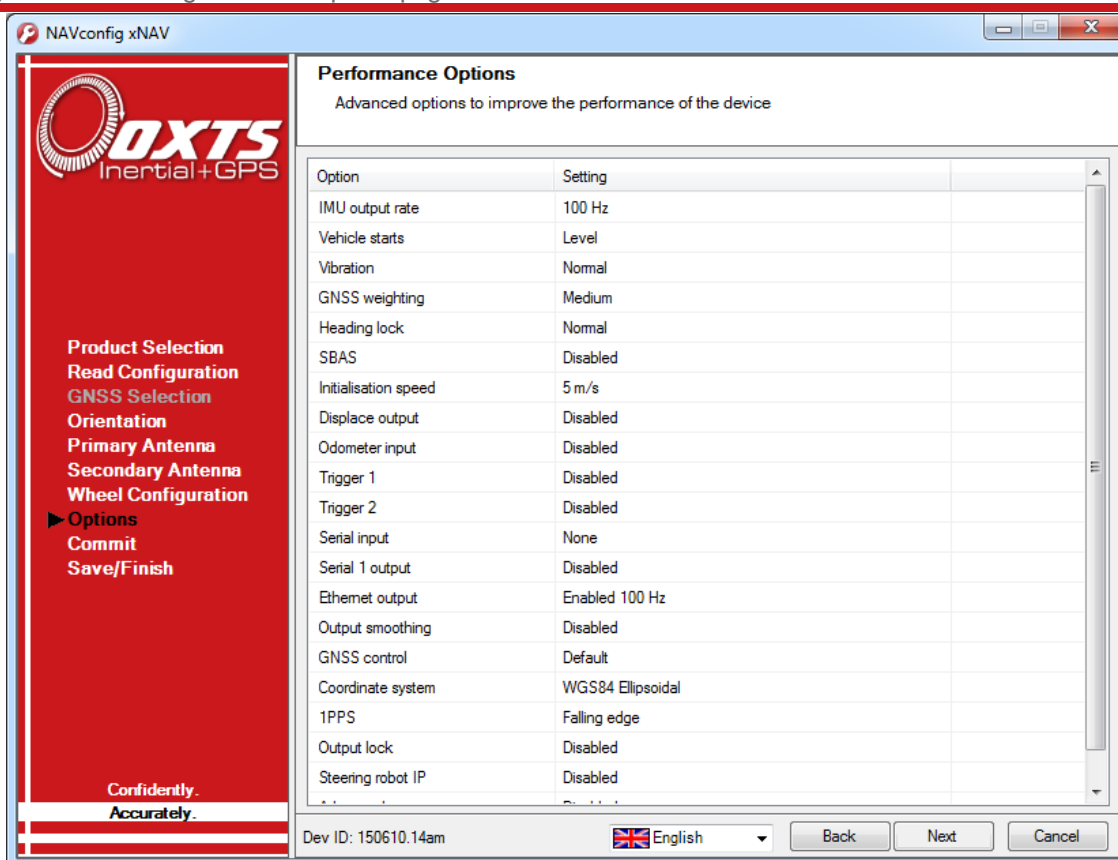 NAVconfig xNAV
OXTS
Inertial+GPS
Product Selection
Read Configuration
GNSS Selection
Orientation
Primary Antenna
Secondary Antenna
Wheel Configuration
Options
Commit
Save/Finish
Confidently.
Accurately.
Performance Options
Advanced options to improve the performance of the device
Option Setting
IMU output rate 100 Hz
Vehicle starts Level
Vibration Normal
GNSS weighting Medium
Heading lock Normal
SBAS Disabled
Initialisation speed 5 m/s
Displace output Disabled
Odometer input Disabled
Trigger 1 Disabled
Trigger 2 Disabled
Serial input None
Serial 1 output Disabled
Ethernet output Enabled 100 Hz
Output smoothing Disabled
GNSS control Default
Coordinate system WGS84 Ellipsoidal
1PPS Falling edge
Output lock Disabled
Steering robot IP Disabled
Dev ID: 150610.14am English Back Next Cancel